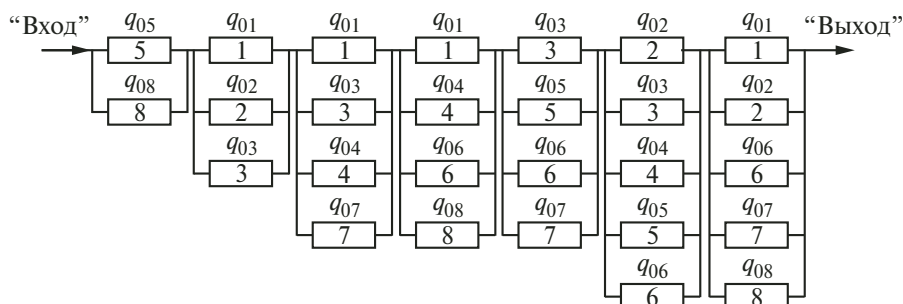 q05 q01 q01 q01 q03 q02 q01
“Вход” “Выход”
5 1 1 1 3 2 1
q08 q02 q03 q04 q05 q03 q02
8 2 3 4 5 3 2
q03 q04 q06 q06 q04 q06
3 4 6 6 4 6
q07 q08 q07 q05 q07
7 8 7 5 7
q06 q08
6 8